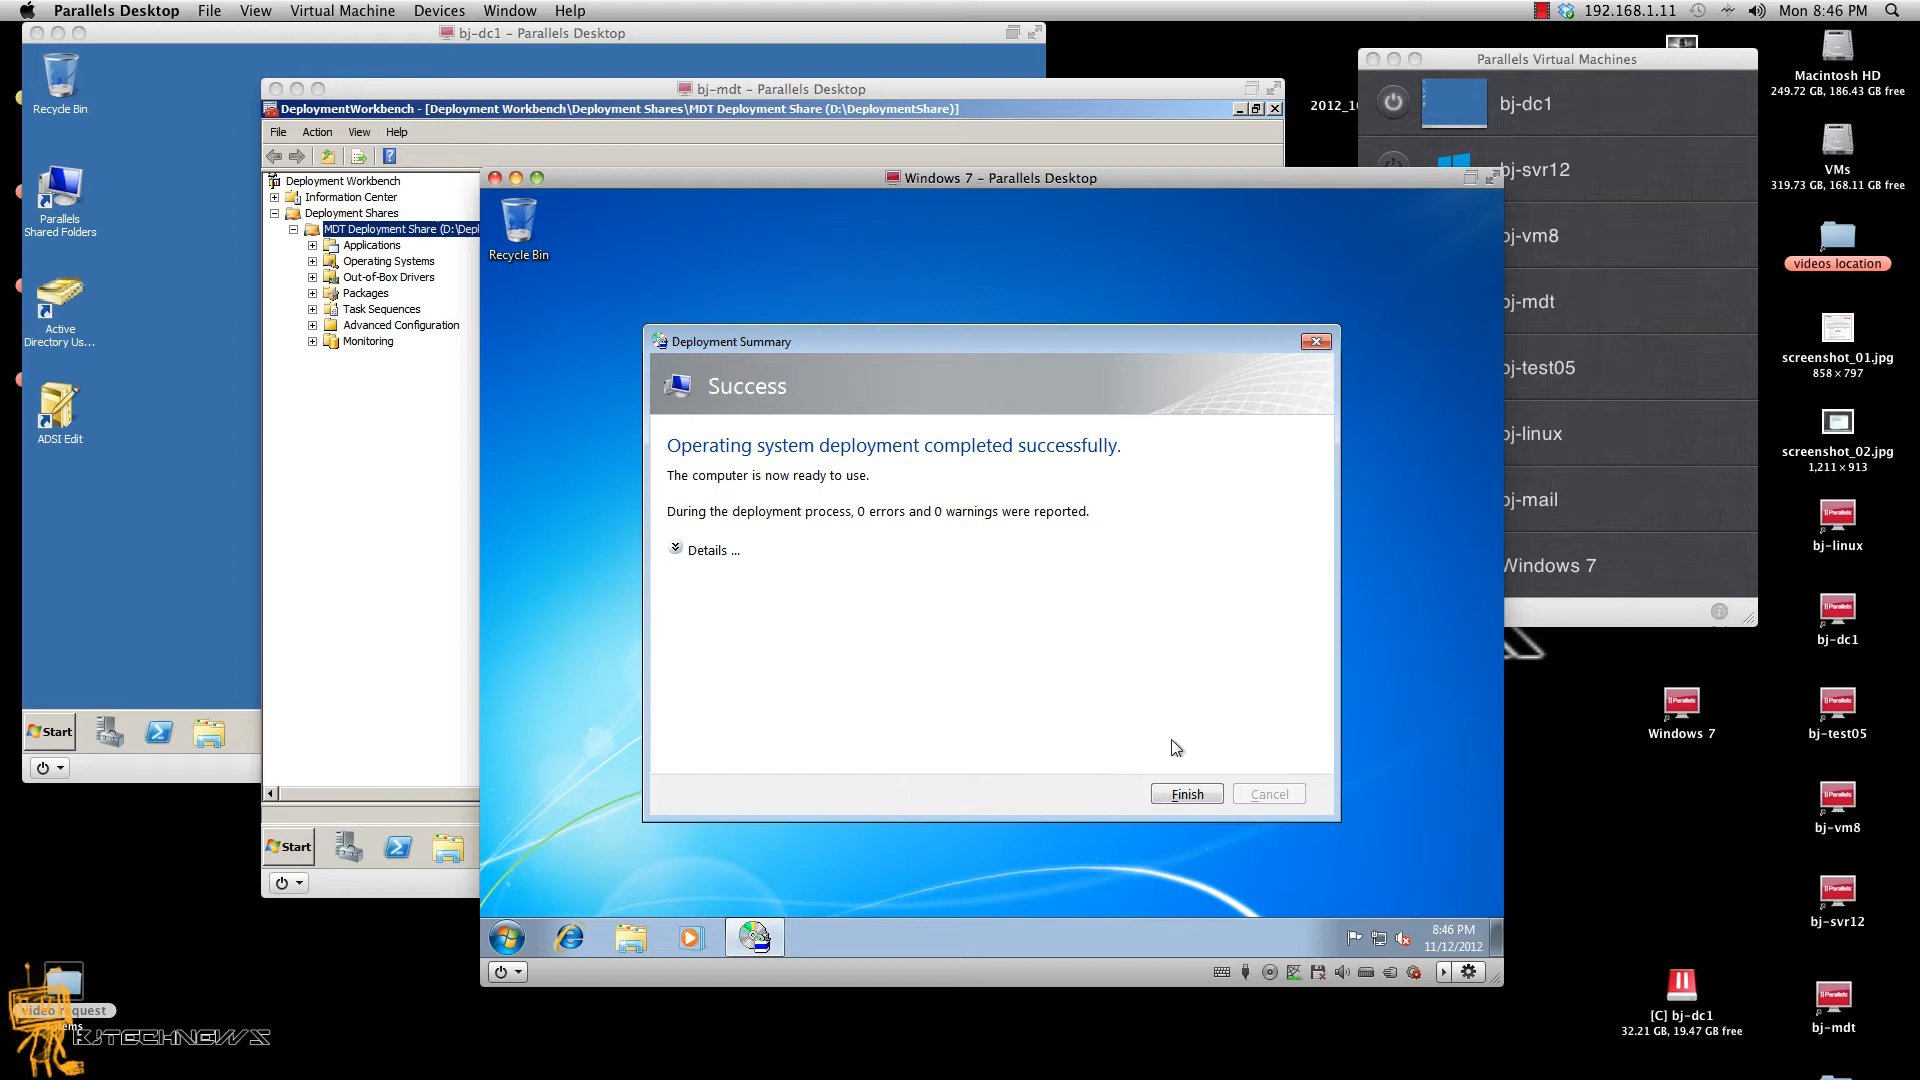 Parallels Desktop File View Virtual Machine Devices Window Help
192.168.1.11 Mon 8:46 PM
bj-dc1 - Parallels Desktop
Recycle Bin
Parallels
Shared Folders
Active
Directory Us...
ADSI Edit
Start
bj-mdt - Parallels Desktop
DeploymentWorkbench - [Deployment Workbench\Deployment Shares\MDT Deployment Share (D:\DeploymentShare)]
File Action View Help
Deployment Workbench
Information Center
Deployment Shares
MDT Deployment Share (D:\Depl
Applications
Operating Systems
Out-of-Box Drivers
Packages
Task Sequences
Advanced Configuration
Monitoring
Start
Windows 7 - Parallels Desktop
Recycle Bin
Deployment Summary
Success
Operating system deployment completed successfully.
The computer is now ready to use.
During the deployment process, 0 errors and 0 warnings were reported.
Details ...
Finish Cancel
8:46 PM
11/12/2012
Parallels Virtual Machines
bj-dc1
bj-svr12
bj-vm8
bj-mdt
bj-test05
bj-linux
bj-mail
Windows 7
Macintosh HD
249.72 GB, 186.43 GB free
VMs
319.73 GB, 168.11 GB free
videos location
screenshot_01.jpg
858 × 797
screenshot_02.jpg
1,211 × 913
bj-linux
bj-dc1
Windows 7
bj-test05
bj-vm8
bj-svr12
[C] bj-dc1
32.21 GB, 19.47 GB free
bj-mdt
video request
BJTECHNEWS